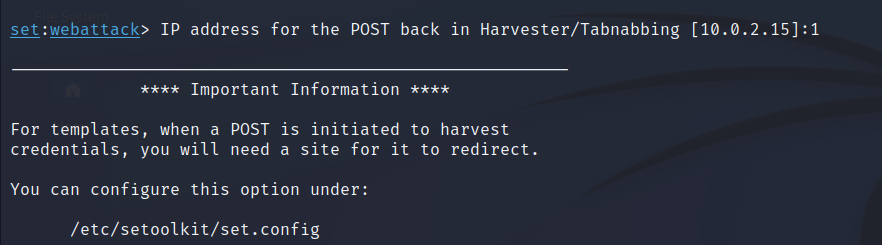 set:webattack> IP address for the POST back in Harvester/Tabnabbing [10.0.2.15]:1
**** Important Information ****
For templates, when a POST is initiated to harvest
credentials, you will need a site for it to redirect.
You can configure this option under:
/etc/setoolkit/set.config